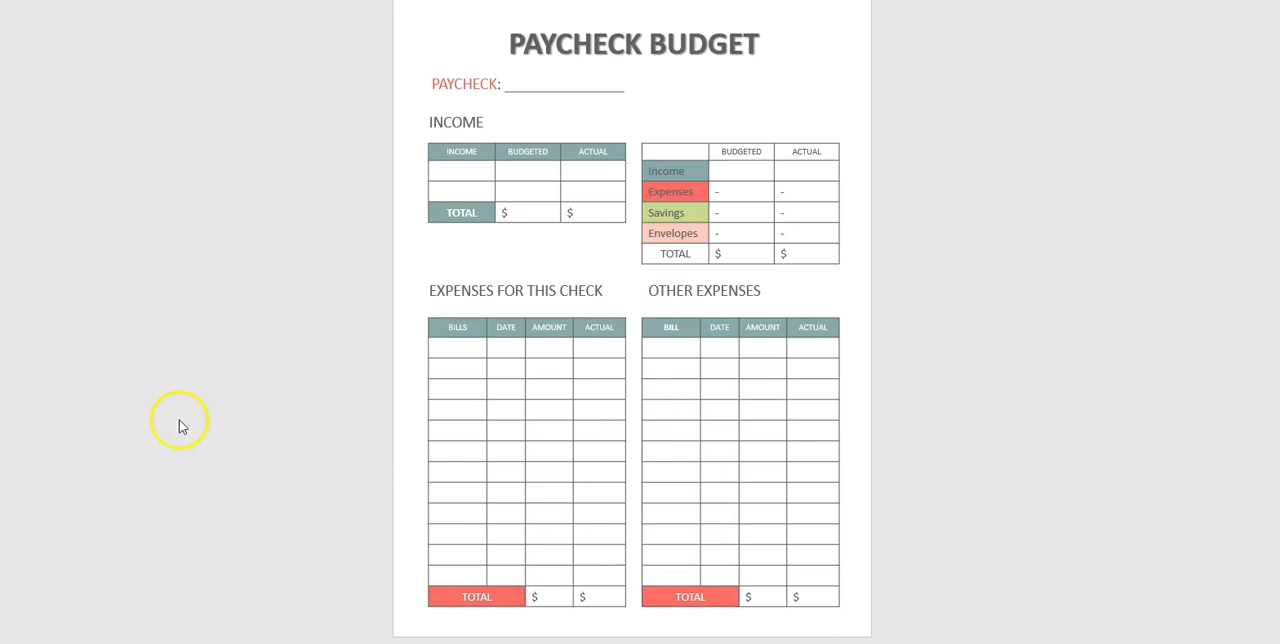 PAYCHECK BUDGET
PAYCHECK: _______________
INCOME
INCOME BUDGETED ACTUAL
TOTAL $ $
BUDGETED ACTUAL
Income
Expenses - -
Savings - -
Envelopes - -
TOTAL $ $
EXPENSES FOR THIS CHECK
BILLS DATE AMOUNT ACTUAL
TOTAL $ $
OTHER EXPENSES
BILL DATE AMOUNT ACTUAL
TOTAL $ $